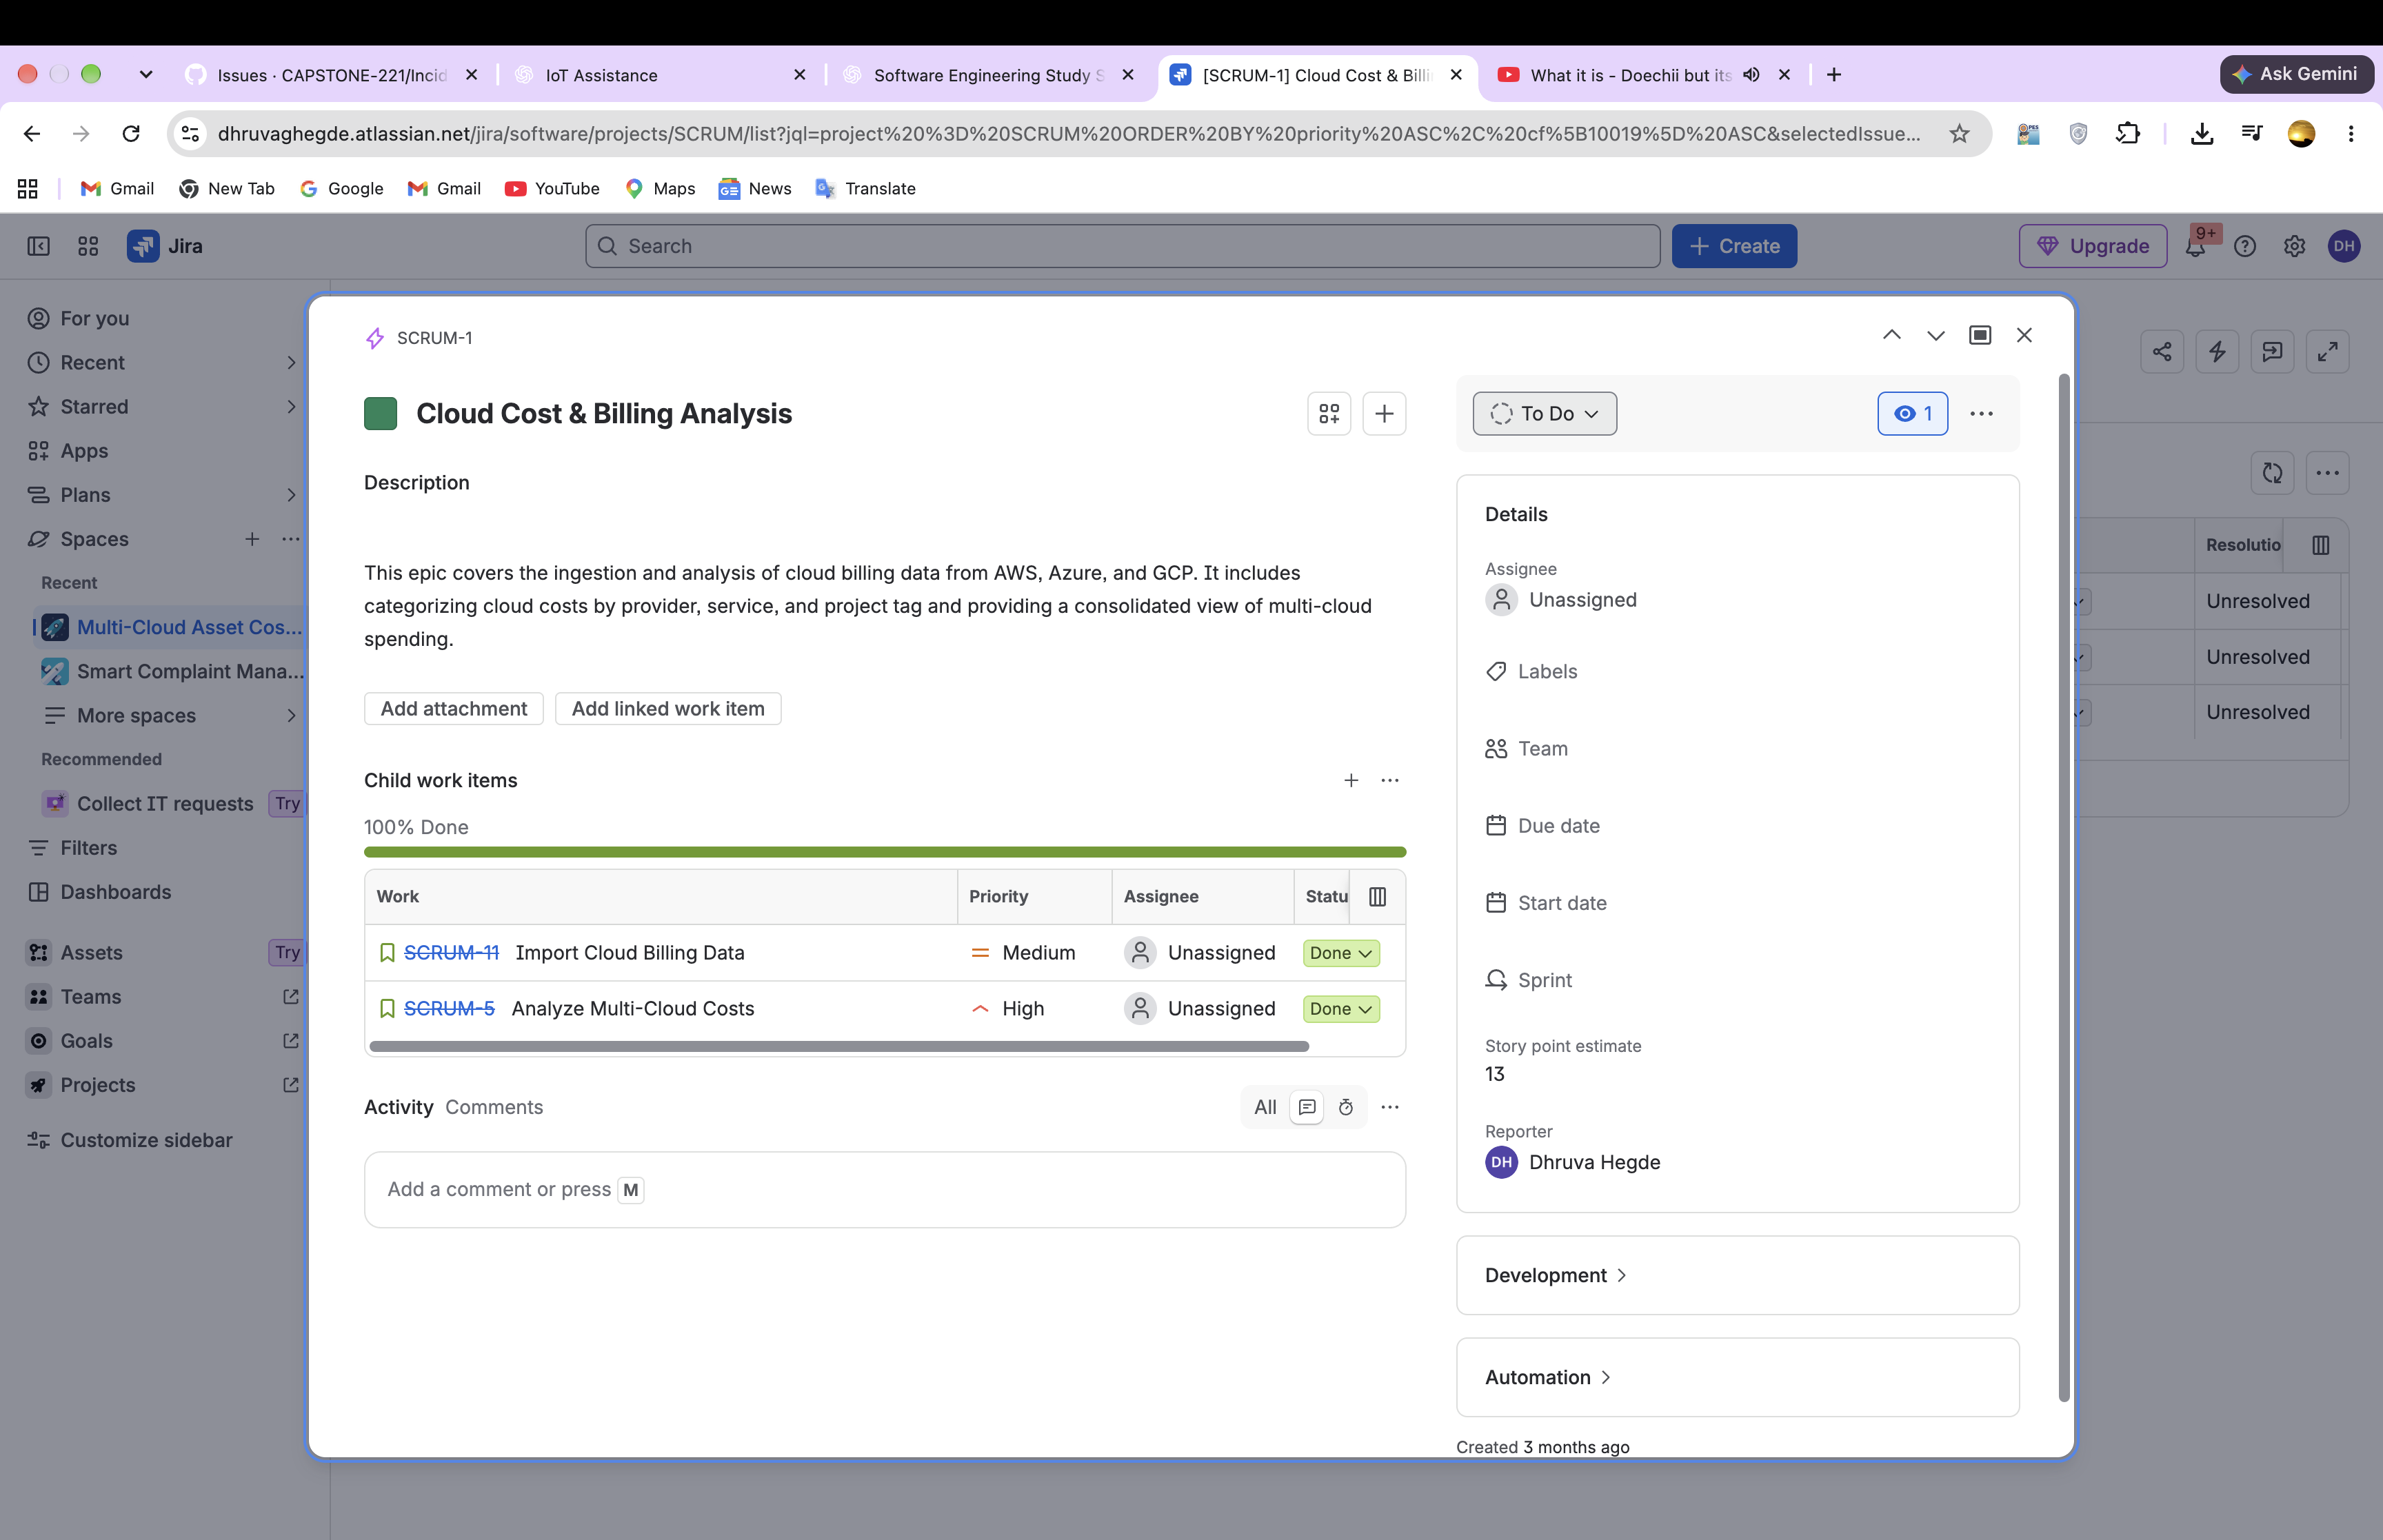 Issues · CAPSTONE-221/Incid
IoT Assistance
Software Engineering Study S
[SCRUM-1] Cloud Cost & Billi
What it is - Doechii but its
Ask Gemini
dhruvaghegde.atlassian.net/jira/software/projects/SCRUM/list?jql=project%20%3D%20SCRUM%20ORDER%20BY%20priority%20ASC%2C%20cf%5B10019%5D%20ASC&selectedIssue...
Gmail
New Tab
Google
Gmail
YouTube
Maps
News
Translate
Jira
Search
Create
Upgrade
9+
DH
For you
Recent
Starred
Apps
Plans
Spaces
Recent
Multi-Cloud Asset Cos...
Smart Complaint Mana...
More spaces
Recommended
Collect IT requests Try
Filters
Dashboards
Assets Try
Teams
Goals
Projects
Customize sidebar
SCRUM-1
Cloud Cost & Billing Analysis
Description
This epic covers the ingestion and analysis of cloud billing data from AWS, Azure, and GCP. It includes
categorizing cloud costs by provider, service, and project tag and providing a consolidated view of multi-cloud
spending.
Add attachment Add linked work item
Child work items
100% Done
Work Priority Assignee Statu
SCRUM-11 Import Cloud Billing Data Medium Unassigned Done
SCRUM-5 Analyze Multi-Cloud Costs High Unassigned Done
Activity Comments All
Add a comment or press M
To Do
1
Details
Assignee
Unassigned
Labels
Team
Due date
Start date
Sprint
Story point estimate
13
Reporter
DH Dhruva Hegde
Development
Automation
Created 3 months ago
Resolutio
Unresolved
Unresolved
Unresolved